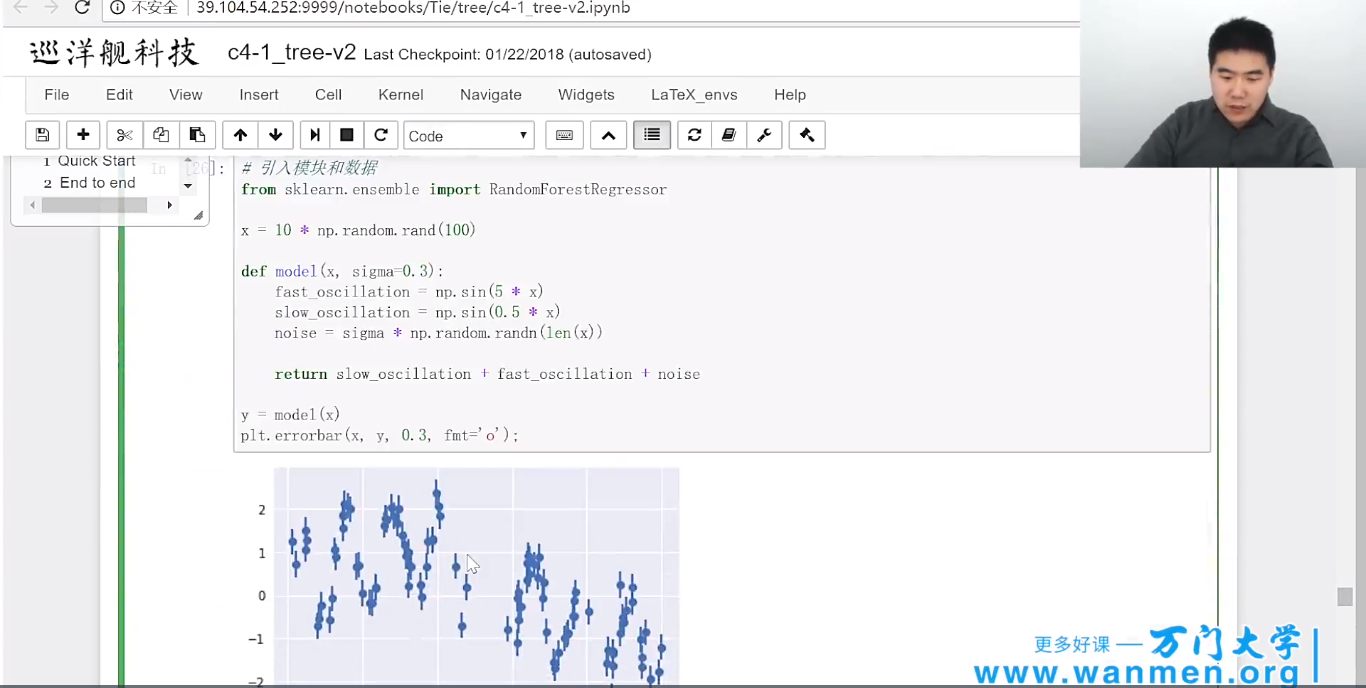 不安全 39.104.54.252:9999/notebooks/Tie/tree/c4-1_tree-v2.ipynb
巡洋舰科技 c4-1_tree-v2 Last Checkpoint: 01/22/2018 (autosaved)
File Edit View Insert Cell Kernel Navigate Widgets LaTeX_envs Help
Code
1 Quick Start
2 End to end
In [26]:
# 引入模块和数据
from sklearn.ensemble import RandomForestRegressor
x = 10 * np.random.rand(100)
def model(x, sigma=0.3):
    fast_oscillation = np.sin(5 * x)
    slow_oscillation = np.sin(0.5 * x)
    noise = sigma * np.random.randn(len(x))
    return slow_oscillation + fast_oscillation + noise
y = model(x)
plt.errorbar(x, y, 0.3, fmt='o');
2
1
0
−1
−2
更多好课 — 万门大学
www.wanmen.org